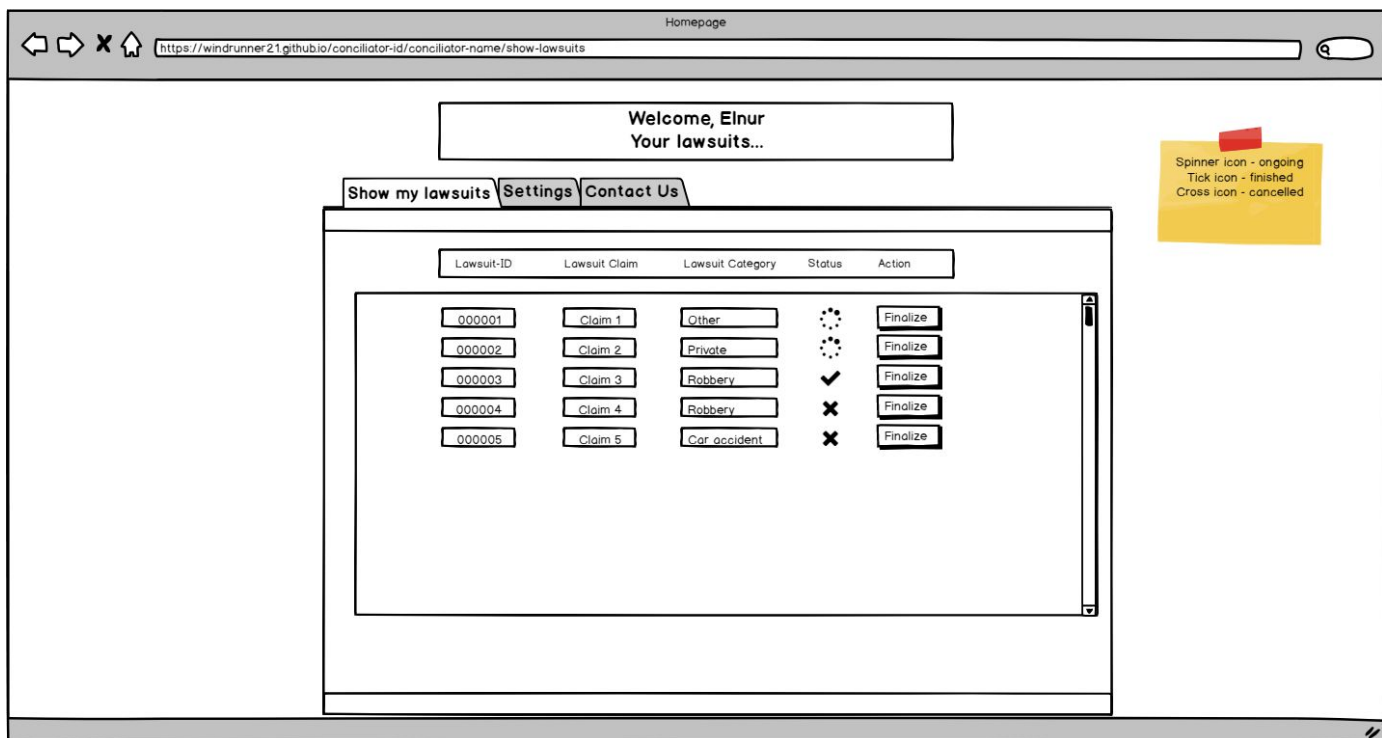 Homepage
https://windrunner21.github.io/conciliator-id/conciliator-name/show-lawsuits
Welcome, Elnur
Your lawsuits...
Spinner icon - ongoing
Tick icon - finished
Cross icon - cancelled
Show my lawsuits Settings Contact Us
Lawsuit-ID Lawsuit Claim Lawsuit Category Status Action
000001 Claim 1 Other Finalize
000002 Claim 2 Private Finalize
000003 Claim 3 Robbery Finalize
000004 Claim 4 Robbery Finalize
000005 Claim 5 Car accident Finalize